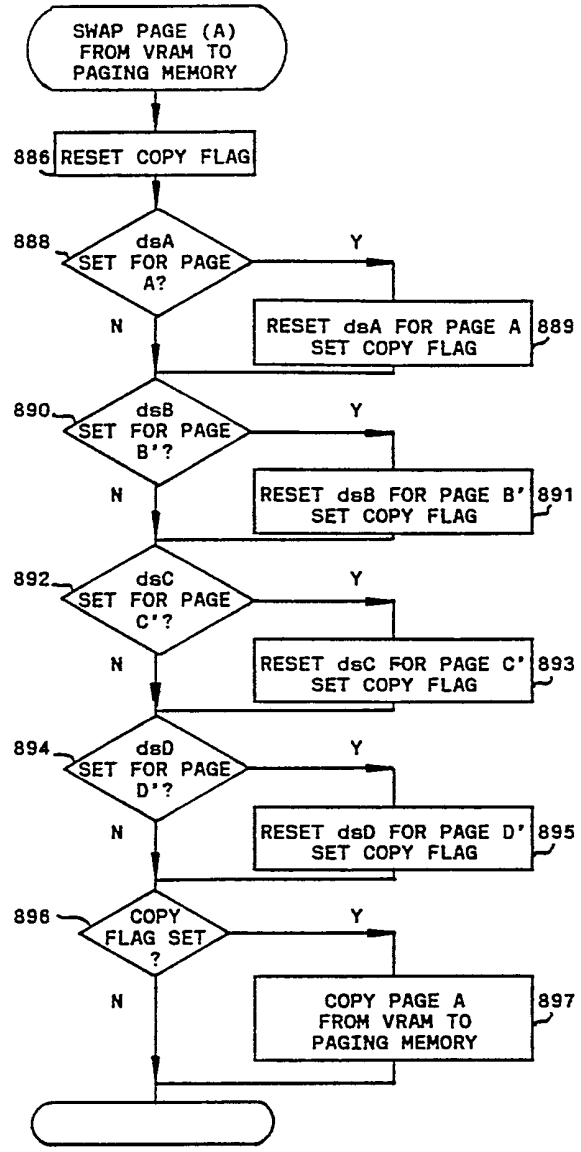 SWAP PAGE (A)
FROM VRAM TO
PAGING MEMORY
886 RESET COPY FLAG
888
dsA
SET FOR PAGE
A?
Y
N
RESET dsA FOR PAGE A
SET COPY FLAG
889
890
dsB
SET FOR PAGE
B'?
Y
N
RESET dsB FOR PAGE B'
SET COPY FLAG
891
892
dsC
SET FOR PAGE
C'?
Y
N
RESET dsC FOR PAGE C'
SET COPY FLAG
893
894
dsD
SET FOR PAGE
D'?
Y
N
RESET dsD FOR PAGE D'
SET COPY FLAG
895
896
COPY
FLAG SET
?
Y
N
COPY PAGE A
FROM VRAM TO
PAGING MEMORY
897